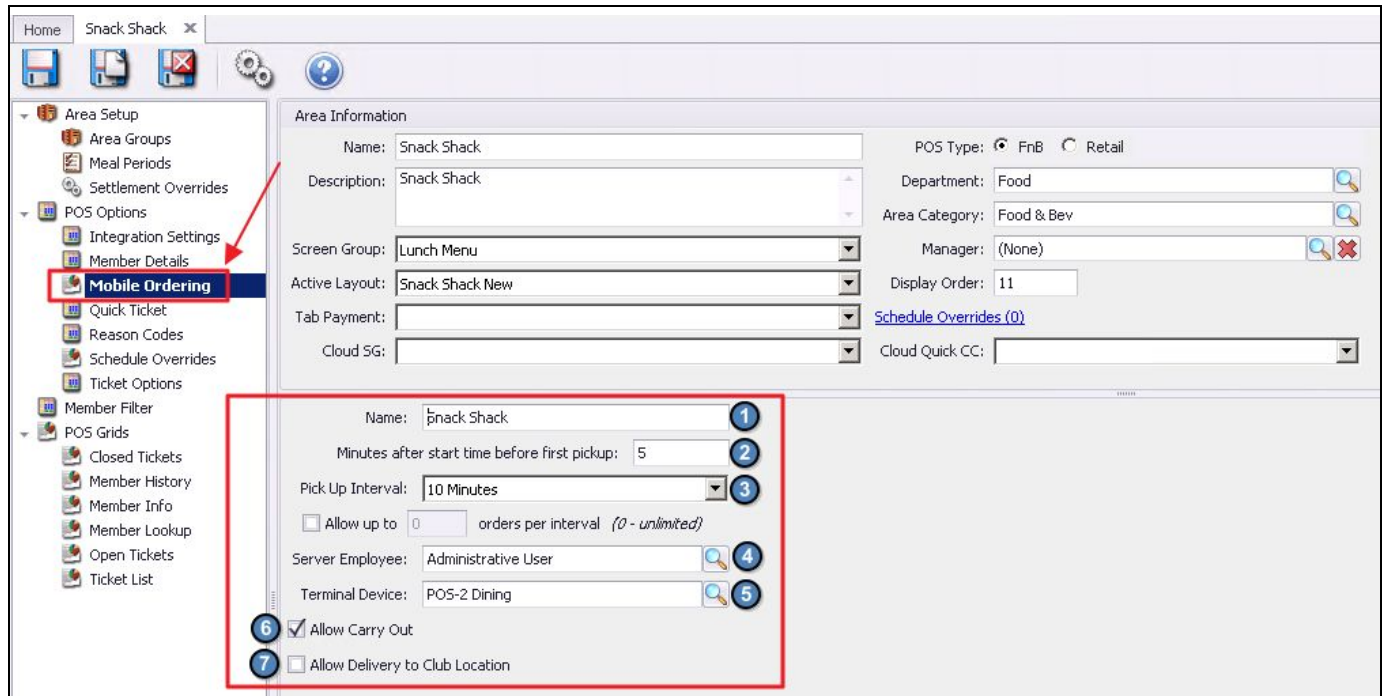 Home Snack Shack
Area Setup
Area Groups
Meal Periods
Settlement Overrides
POS Options
Integration Settings
Member Details
Mobile Ordering
Quick Ticket
Reason Codes
Schedule Overrides
Ticket Options
Member Filter
POS Grids
Closed Tickets
Member History
Member Info
Member Lookup
Open Tickets
Ticket List
Area Information
Name: Snack Shack
Description: Snack Shack
Screen Group: Lunch Menu
Active Layout: Snack Shack New
Tab Payment:
Cloud SG:
POS Type: FnB Retail
Department: Food
Area Category: Food & Bev
Manager: (None)
Display Order: 11
Schedule Overrides (0)
Cloud Quick CC:
Name: Snack Shack 1
Minutes after start time before first pickup: 5 2
Pick Up Interval: 10 Minutes 3
Allow up to 0 orders per interval (0 - unlimited)
Server Employee: Administrative User 4
Terminal Device: POS-2 Dining 5
6 Allow Carry Out
7 Allow Delivery to Club Location